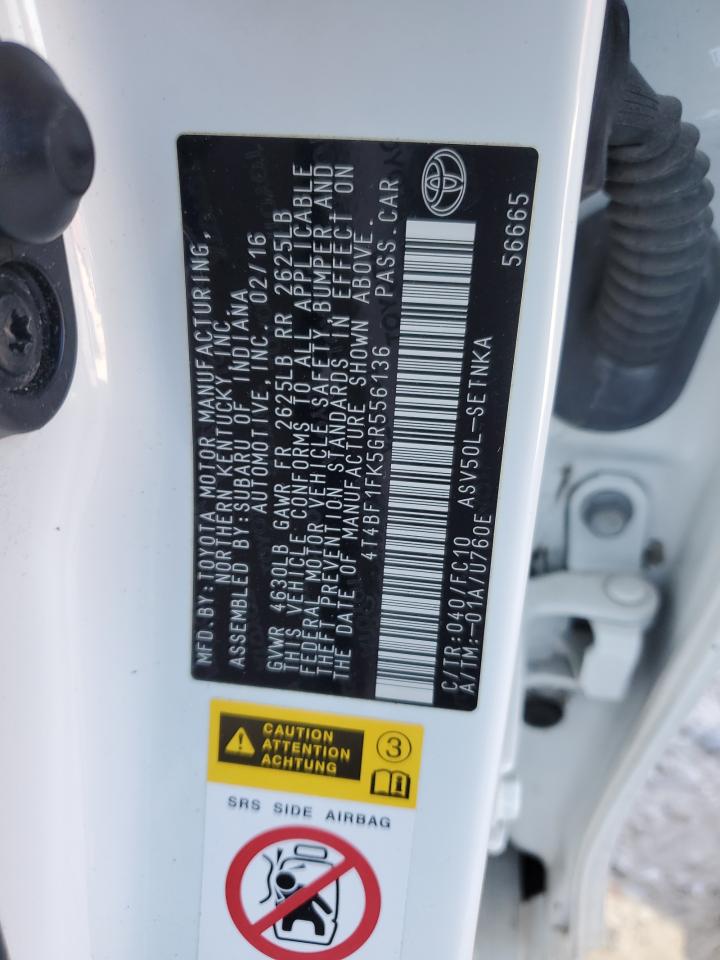 MFD.BY:TOYOTA MOTOR MANUFACTURING,
NORTHERN KENTUCKY INC.
ASSEMBLED BY:SUBARU OF INDIANA
AUTOMOTIVE, INC. 02/16
GVWR 4630LB GAWR FR 2625LB RR 2625LB
THIS VEHICLE CONFORMS TO ALL APPLICABLE
FEDERAL MOTOR VEHICLE SAFETY, BUMPER, AND
THEFT PREVENTION STANDARDS IN EFFECT ON
THE DATE OF MANUFACTURE SHOWN ABOVE.
4T4BF1FK5GR556136 PASS.CAR
C/TR:040/FC10 ASV50L-SETNKA
A/TM:-01A/U760E 56665
CAUTION
ATTENTION
ACHTUNG
3
SRS SIDE AIRBAG